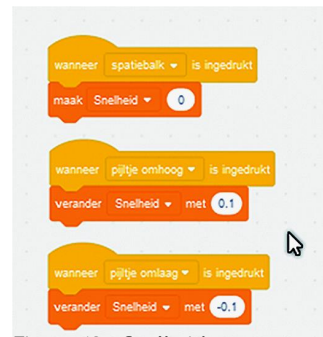 wanneer spatiebalk is ingedrukt
maak Snelheid 0
wanneer pijltje omhoog is ingedrukt
verander Snelheid met 0.1
wanneer pijltje omlaag is ingedrukt
verander Snelheid met -0.1